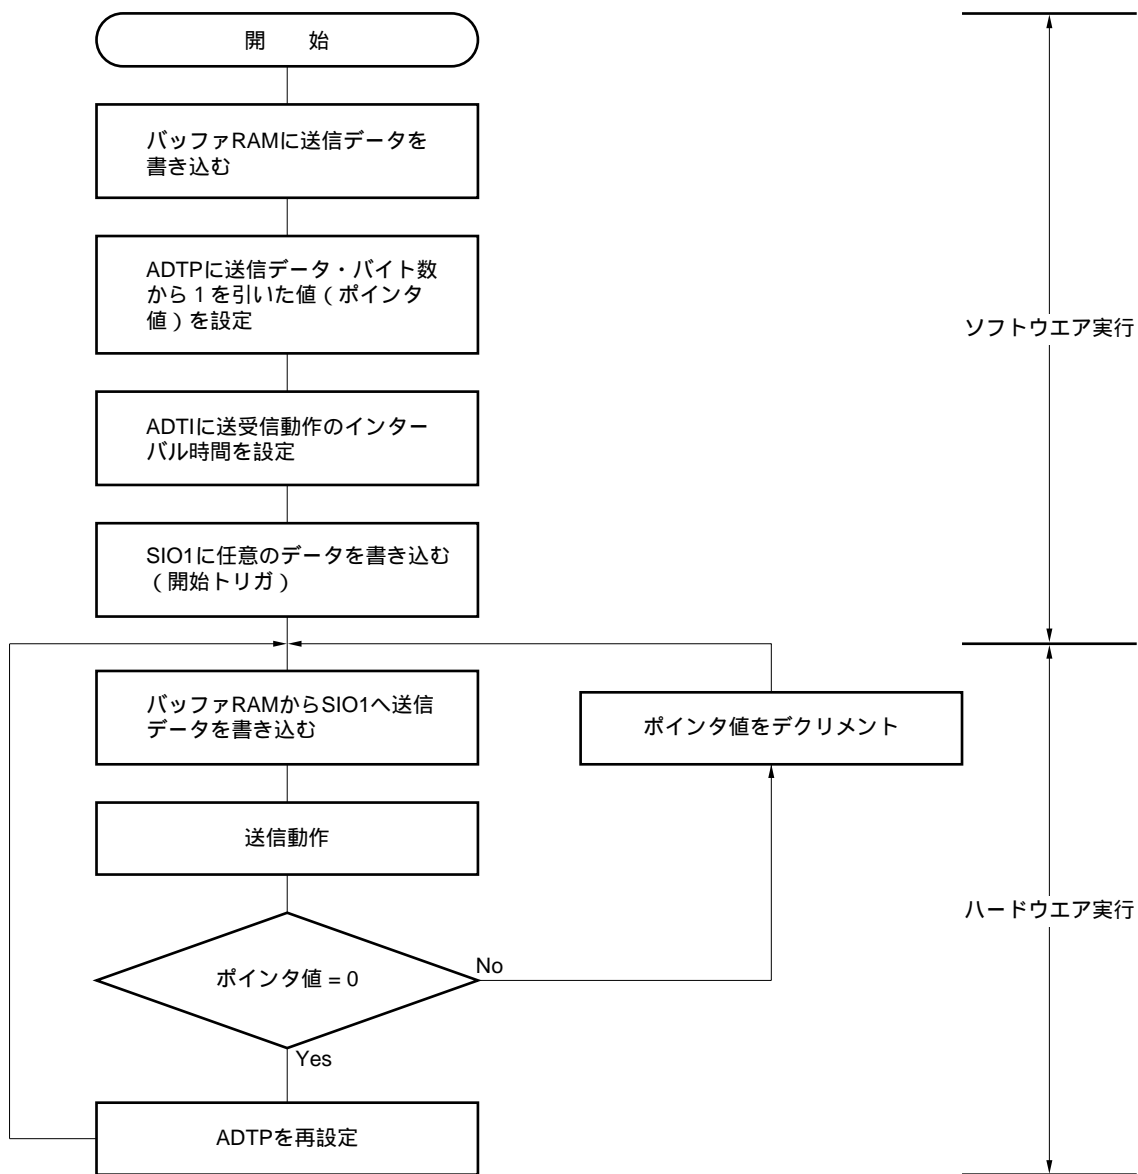 開　　始
バッファRAMに送信データを
書き込む
ADTPに送信データ・バイト数
から１を引いた値（ポインタ
値）を設定
ADTIに送受信動作のインター
バル時間を設定
SIO1に任意のデータを書き込む
（開始トリガ）
ソフトウエア実行
バッファRAMからSIO1へ送信
データを書き込む
ポインタ値をデクリメント
送信動作
ポインタ値 = 0
No
Yes
ADTPを再設定
ハードウエア実行